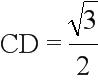 CD = √3/2